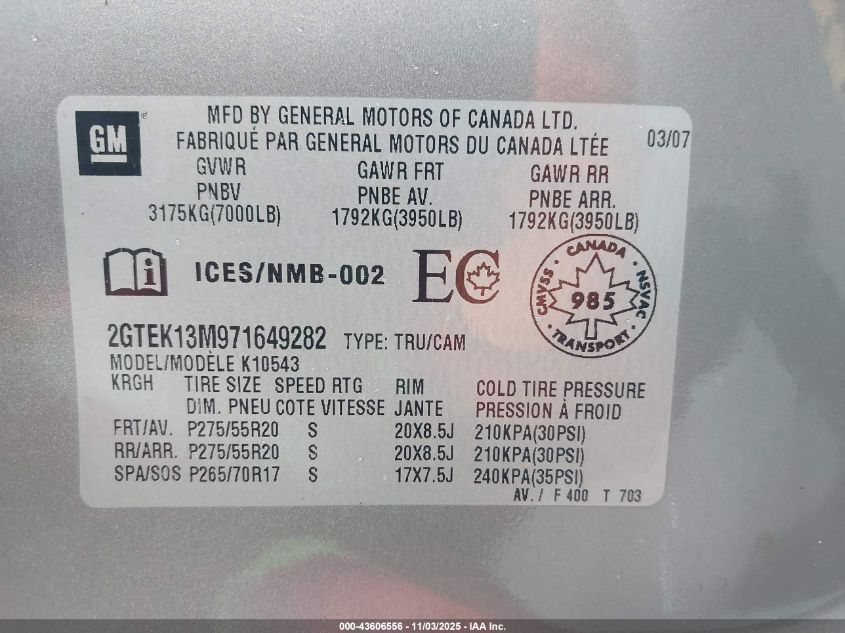 GM
MFD BY GENERAL MOTORS OF CANADA LTD.
FABRIQUÉ PAR GENERAL MOTORS DU CANADA LTÉE
03/07
GVWR GAWR FRT GAWR RR
PNBV PNBE AV. PNBE ARR.
3175KG(7000LB) 1792KG(3950LB) 1792KG(3950LB)
i ICES/NMB-002 EC
CANADA
CMVSS 985 NSVAC
TRANSPORT
2GTEK13M971649282 TYPE: TRU/CAM
MODEL/MODÈLE K10543
KRGH TIRE SIZE SPEED RTG RIM COLD TIRE PRESSURE
DIM. PNEU COTE VITESSE JANTE PRESSION À FROID
FRT/AV. P275/55R20 S 20X8.5J 210KPA(30PSI)
RR/ARR. P275/55R20 S 20X8.5J 210KPA(30PSI)
SPA/SOS P265/70R17 S 17X7.5J 240KPA(35PSI)
AV. / F 400 T 703
000-43606556 - 11/03/2025 - IAA Inc.